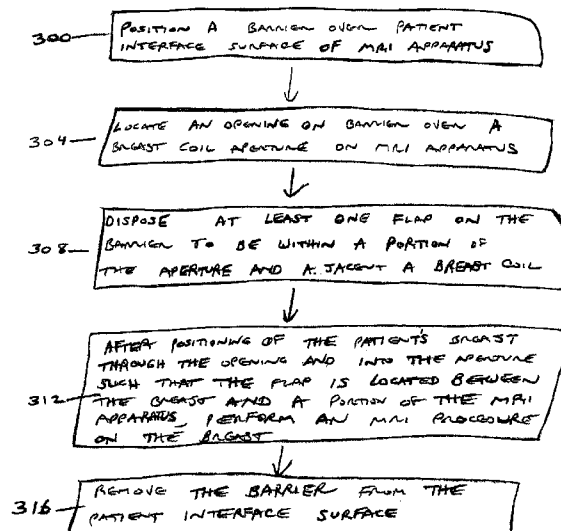 300
POSITION A BARRIER OVER PATIENT
INTERFACE SURFACE OF MRI APPARATUS
304
LOCATE AN OPENING ON BARRIER OVER A
BREAST COIL APERTURE ON MRI APPARATUS
308
DISPOSE AT LEAST ONE FLAP ON THE
BARRIER TO BE WITHIN A PORTION OF
THE APERTURE AND A JACENT A BREAST COIL
312
AFTER POSITIONING OF THE PATIENT'S BREAST
THROUGH THE OPENING AND INTO THE APERTURE
SUCH THAT THE FLAP IS LOCATED BETWEEN
THE BREAST AND A PORTION OF THE MRI
APPARATUS, PERFORM AN MRI PROCEDURE
ON THE BREAST
316
REMOVE THE BARRIER FROM THE
PATIENT INTERFACE SURFACE